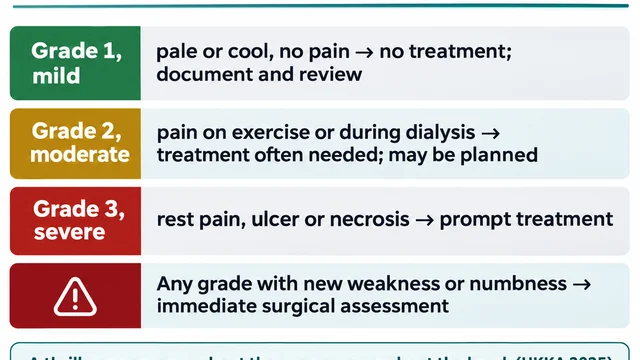 Grade 1,
mild
pale or cool, no pain → no treatment;
document and review
Grade 2,
moderate
pain on exercise or during dialysis →
treatment often needed; may be planned
Grade 3,
severe
rest pain, ulcer or necrosis → prompt treatment
Any grade with new weakness or numbness →
immediate surgical assessment